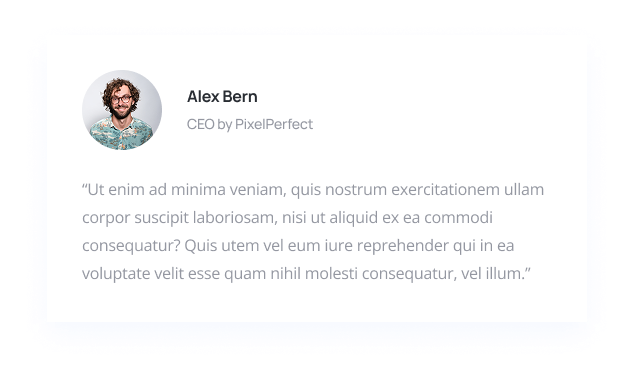 Alex Bern
CEO by PixelPerfect
“Ut enim ad minima veniam, quis nostrum exercitationem ullam
corpor suscipit laboriosam, nisi ut aliquid ex ea commodi
consequatur? Quis utem vel eum iure reprehender qui in ea
voluptate velit esse quam nihil molesti consequatur, vel illum.”